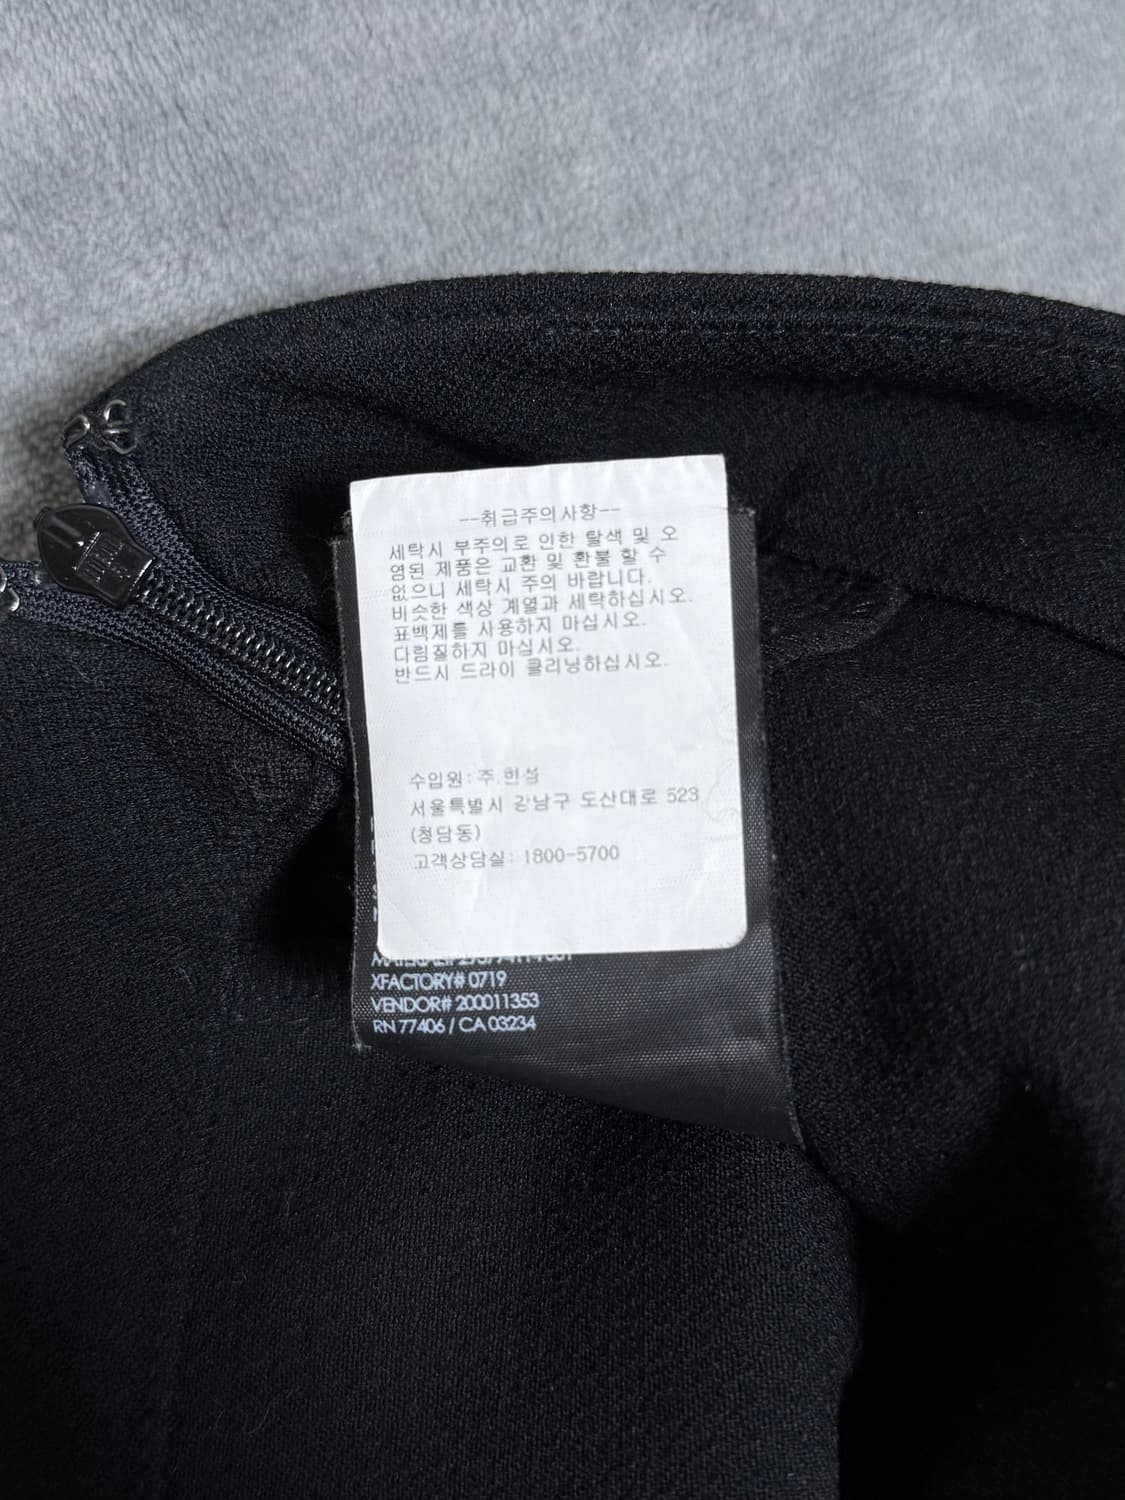 --취급주의사항--
세탁시 부주의로 인한 탈색 및 오
염된 제품은 교환 및 환불 할 수
없으니 세탁시 주의 바랍니다.
비슷한 색상 계열과 세탁하십시오.
표백제를 사용하지 마십시오.
다림질하지 마십시오.
반드시 드라이 클리닝하십시오.
수입원: 주.한섬
서울특별시 강남구 도산대로 523
(청담동)
고객상담실: 1800-5700
XFACTORY# 0719
VENDOR# 200011353
RN 77406 / CA 03234